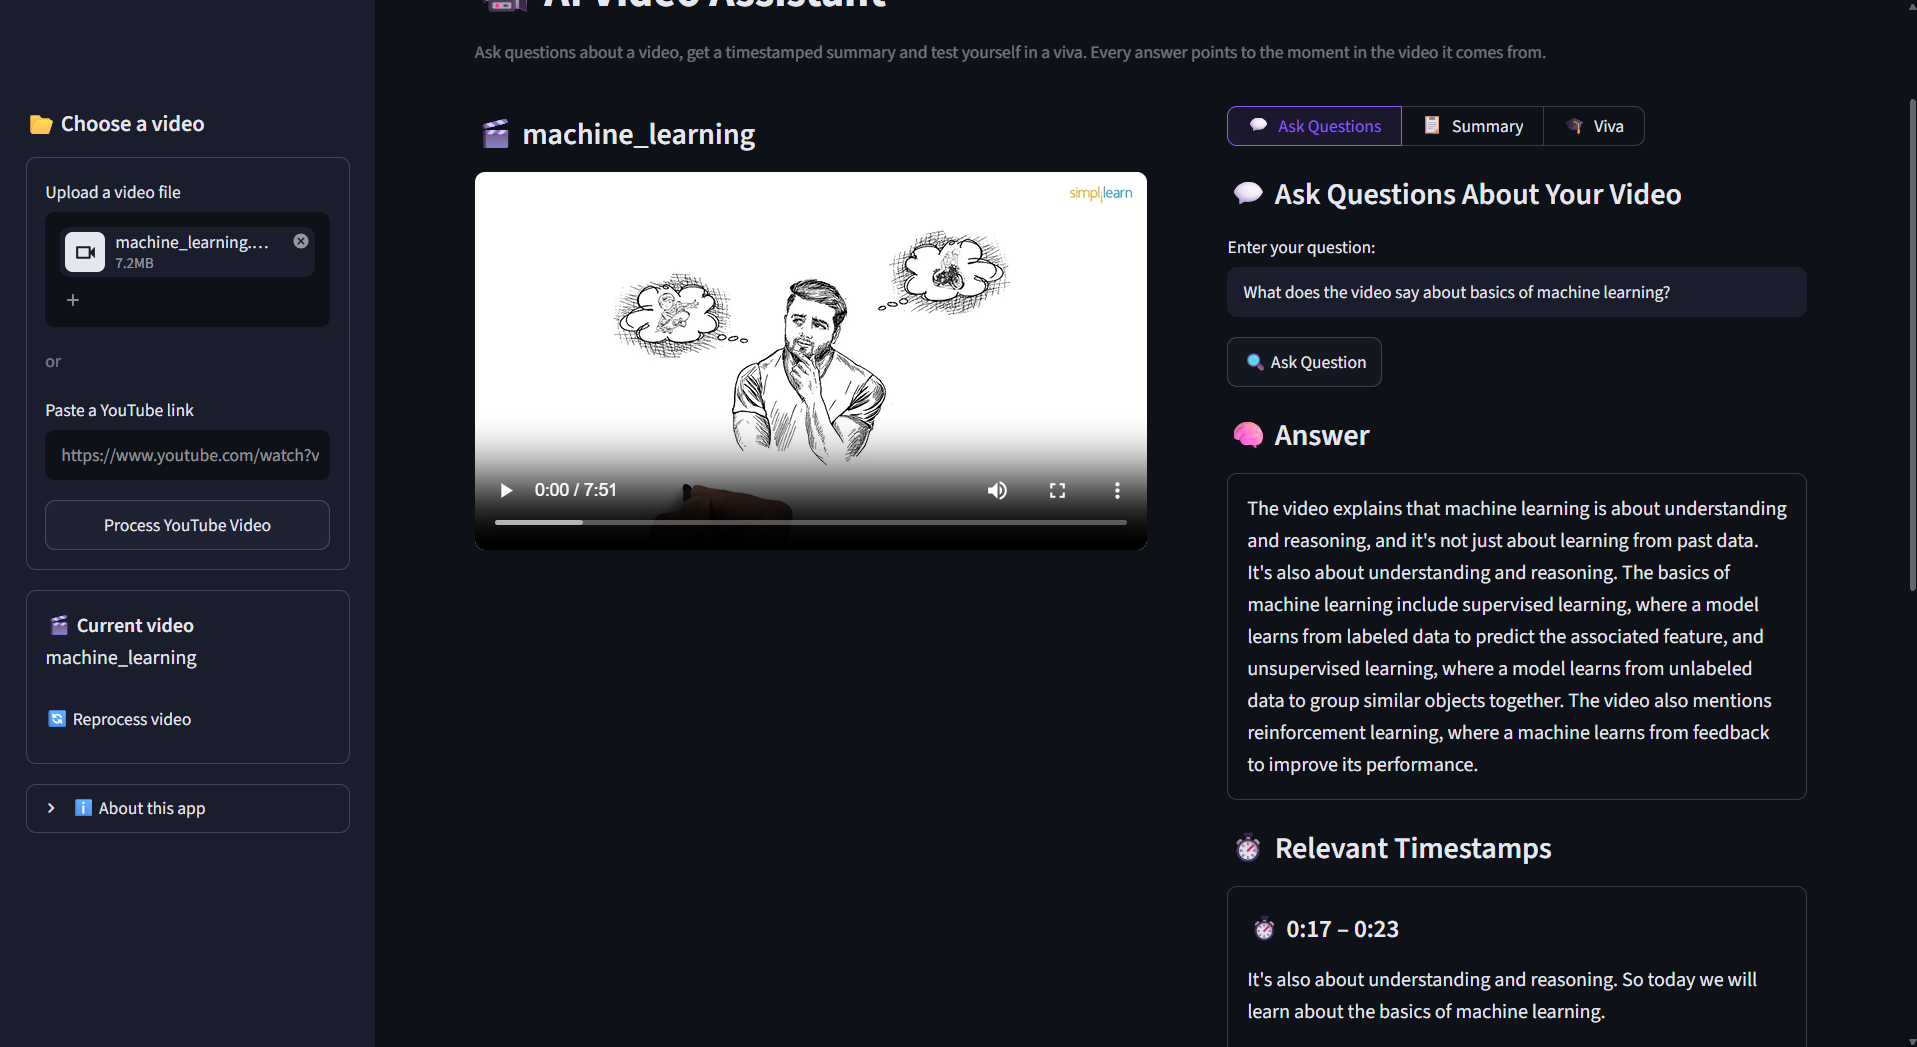 AI Video Assistant
Ask questions about a video, get a timestamped summary and test yourself in a viva. Every answer points to the moment in the video it comes from.
Choose a video
Upload a video file
machine_learning....
7.2MB
or
Paste a YouTube link
https://www.youtube.com/watch?v
Process YouTube Video
Current video
machine_learning
Reprocess video
About this app
machine_learning
simplilearn
0:00 / 7:51
Ask Questions
Summary
Viva
Ask Questions About Your Video
Enter your question:
What does the video say about basics of machine learning?
Ask Question
Answer
The video explains that machine learning is about understanding
and reasoning, and it's not just about learning from past data.
It's also about understanding and reasoning. The basics of
machine learning include supervised learning, where a model
learns from labeled data to predict the associated feature, and
unsupervised learning, where a model learns from unlabeled
data to group similar objects together. The video also mentions
reinforcement learning, where a machine learns from feedback
to improve its performance.
Relevant Timestamps
0:17 – 0:23
It's also about understanding and reasoning. So today we will
learn about the basics of machine learning.